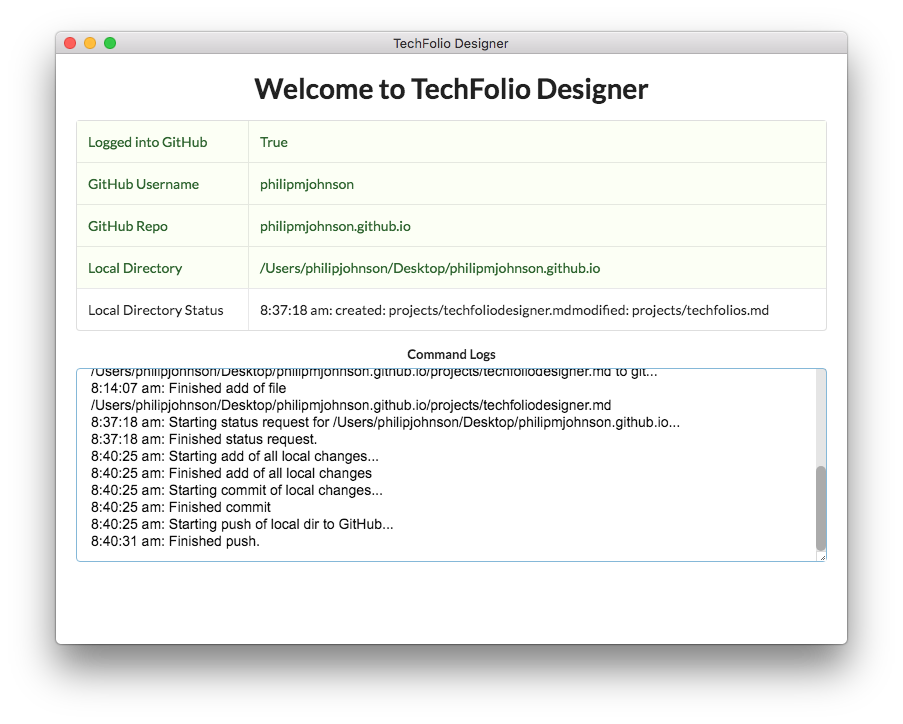 TechFolio Designer
Welcome to TechFolio Designer
Logged into GitHub True
GitHub Username philipmjohnson
GitHub Repo philipmjohnson.github.io
Local Directory /Users/philipjohnson/Desktop/philipmjohnson.github.io
Local Directory Status 8:37:18 am: created: projects/techfoliodesigner.mdmodified: projects/techfolios.md
Command Logs
/Users/philipjohnson/Desktop/philipmjohnson.github.io/projects/techfoliodesigner.md to git...
8:14:07 am: Finished add of file
/Users/philipjohnson/Desktop/philipmjohnson.github.io/projects/techfoliodesigner.md
8:37:18 am: Starting status request for /Users/philipjohnson/Desktop/philipmjohnson.github.io...
8:37:18 am: Finished status request.
8:40:25 am: Starting add of all local changes...
8:40:25 am: Finished add of all local changes
8:40:25 am: Starting commit of local changes...
8:40:25 am: Finished commit
8:40:25 am: Starting push of local dir to GitHub...
8:40:31 am: Finished push.